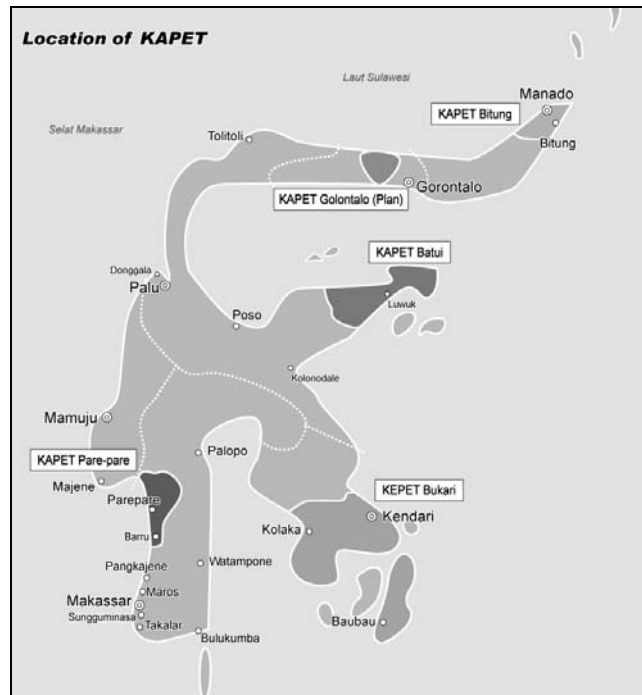 Location of KAPET
Laut Sulawesi
Manado
KAPET Bitung
Selat Makassar
Tolitoli
Bitung
Gorontalo
KAPET Golontalo (Plan)
KAPET Batui
Donggala
Palu
Luwuk
Poso
Kolonodale
Mamuju
Palopo
KAPET Pare-pare
Majene
KEPET Bukari
Parepare
Kendari
Kolaka
Barru
Watampone
Pangkajene
Maros
Makassar
Sungguminasa
Takalar
Baubau
Bulukumba